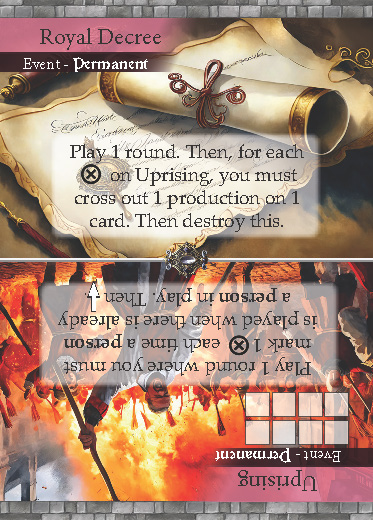 Royal Decree
Event - Permanent
Play 1 round. Then, for each
⊗ on Uprising, you must
cross out 1 production on 1
card. Then destroy this.
Uprising
Event - Permanent
Play 1 round where you must
mark 1 ⊗ each time a person
is played when there is already
a person in play. Then